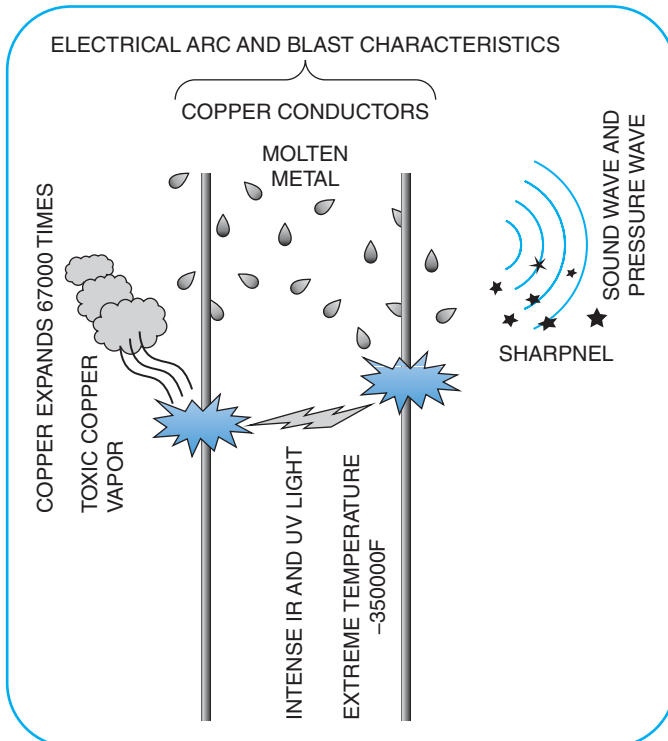 ELECTRICAL ARC AND BLAST CHARACTERISTICS
COPPER CONDUCTORS
MOLTEN
METAL
COPPER EXPANDS 67000 TIMES
TOXIC COPPER
VAPOR
SOUND WAVE AND
PRESSURE WAVE
SHARPNEL
INTENSE IR AND UV LIGHT
EXTREME TEMPERATURE
–350000F